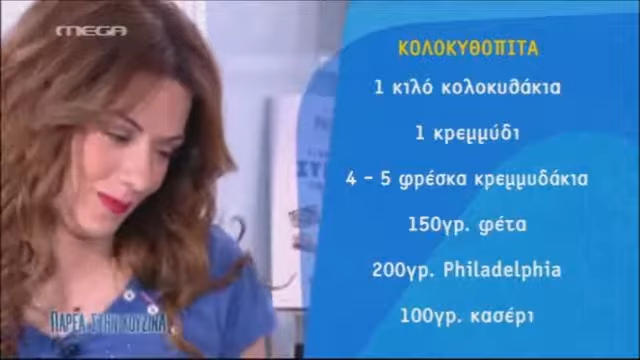 MEGA
ΚΟΛΟΚΥΘΟΠΙΤΑ
1 κιλό κολοκυθάκια
1 κρεμμύδι
4 - 5 φρέσκα κρεμμυδάκια
150γρ. φέτα
200γρ. Philadelphia
100γρ. κασέρι
ΠΑΡΕΑ ΣΤΗΝ ΚΟΥΖΙΝΑ